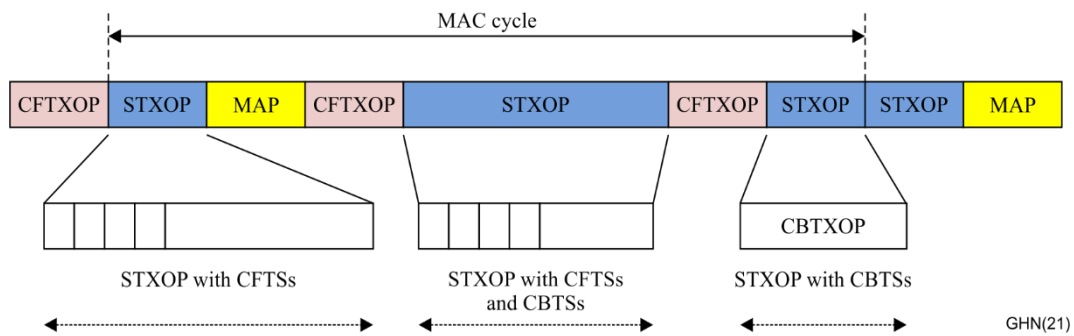 MAC cycle
CFTXOP STXOP MAP CFTXOP STXOP CFTXOP STXOP STXOP MAP
CBTXOP
STXOP with CFTSs
STXOP with CFTSs
and CBTSs
STXOP with CBTSs
GHN(21)